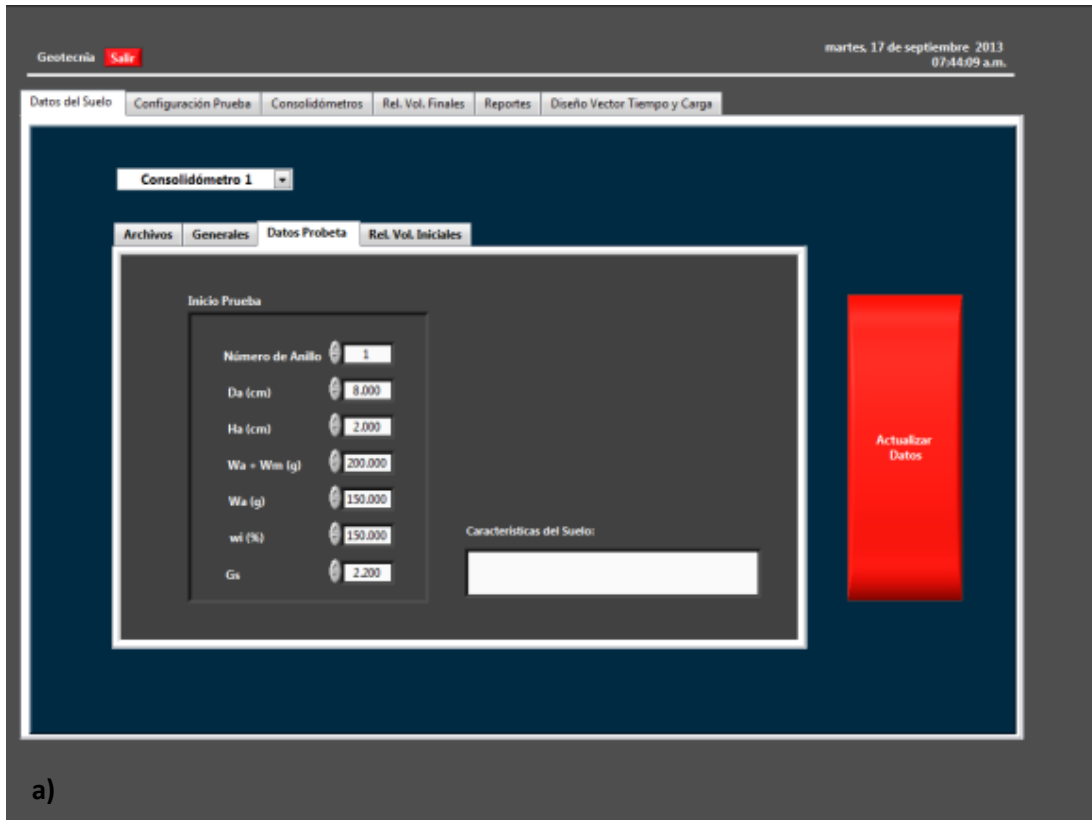 martes, 17 de septiembre 2013
Geotecnia Salir 07:44:09 a.m.
Datos del Suelo Configuración Prueba Consolidómetros Rel. Vol. Finales Reportes Diseño Vector Tiempo y Carga
Consolidómetro 1
Archivos Generales Datos Probeta Rel. Vol. Iniciales
Inicio Prueba
Número de Anillo 1
Da (cm) 8.000
Ha (cm) 2.000
Wa + Wm (g) 200.000
Wa (g) 150.000
wi (%) 150.000
Gs 2.200
Características del Suelo:
Actualizar
Datos
a)